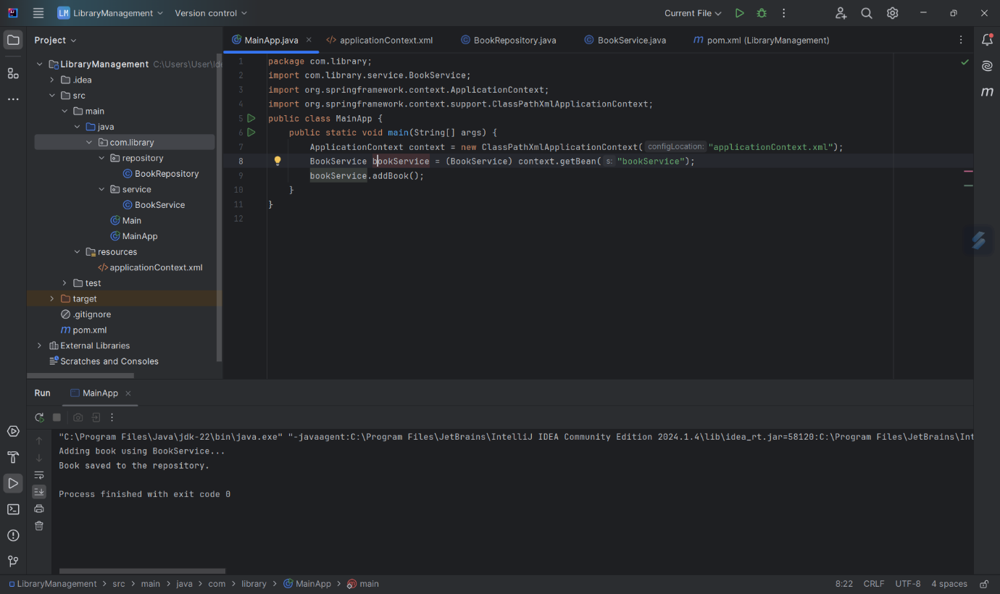 LM LibraryManagement Version control Current File
Project
MainApp.java applicationContext.xml BookRepository.java BookService.java pom.xml (LibraryManagement)
LibraryManagement C:\Users\User\Ide
.idea
src
main
java
com.library
repository
BookRepository
service
BookService
Main
MainApp
resources
applicationContext.xml
test
target
.gitignore
pom.xml
External Libraries
Scratches and Consoles
1 package com.library;
2 import com.library.service.BookService;
3 import org.springframework.context.ApplicationContext;
4 import org.springframework.context.support.ClassPathXmlApplicationContext;
5 public class MainApp {
6 public static void main(String[] args) {
7 ApplicationContext context = new ClassPathXmlApplicationContext( configLocation: "applicationContext.xml");
8 BookService bookService = (BookService) context.getBean( s: "bookService");
9 bookService.addBook();
10 }
11 }
12
Run MainApp
"C:\Program Files\Java\jdk-22\bin\java.exe" "-javaagent:C:\Program Files\JetBrains\IntelliJ IDEA Community Edition 2024.1.4\lib\idea_rt.jar=58120:C:\Program Files\JetBrains\Int
Adding book using BookService...
Book saved to the repository.
Process finished with exit code 0
LibraryManagement > src > main > java > com > library > MainApp > main 8:22 CRLF UTF-8 4 spaces